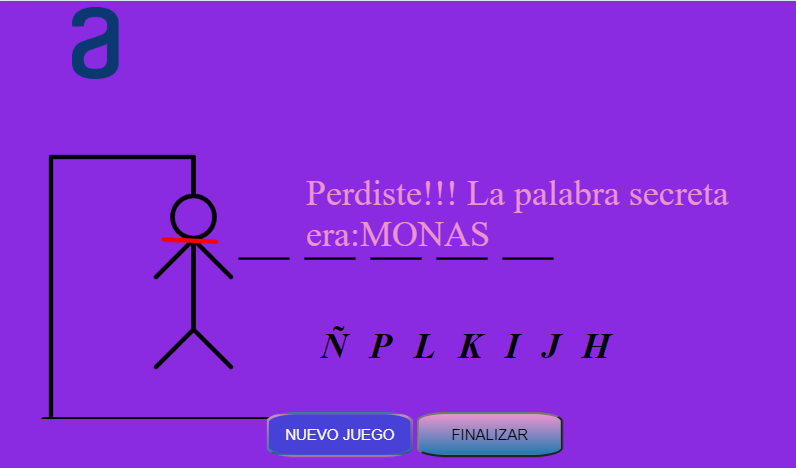 a
Perdiste!!! La palabra secreta
era:MONAS
Ñ P L K I J H
NUEVO JUEGO FINALIZAR